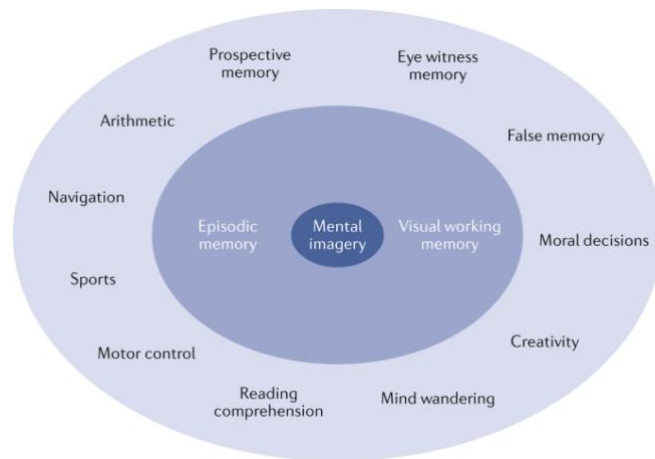 Prospective
memory
Eye witness
memory
Arithmetic
False memory
Navigation
Episodic
memory
Mental
imagery
Visual working
memory
Moral decisions
Sports
Creativity
Motor control
Reading
comprehension
Mind wandering